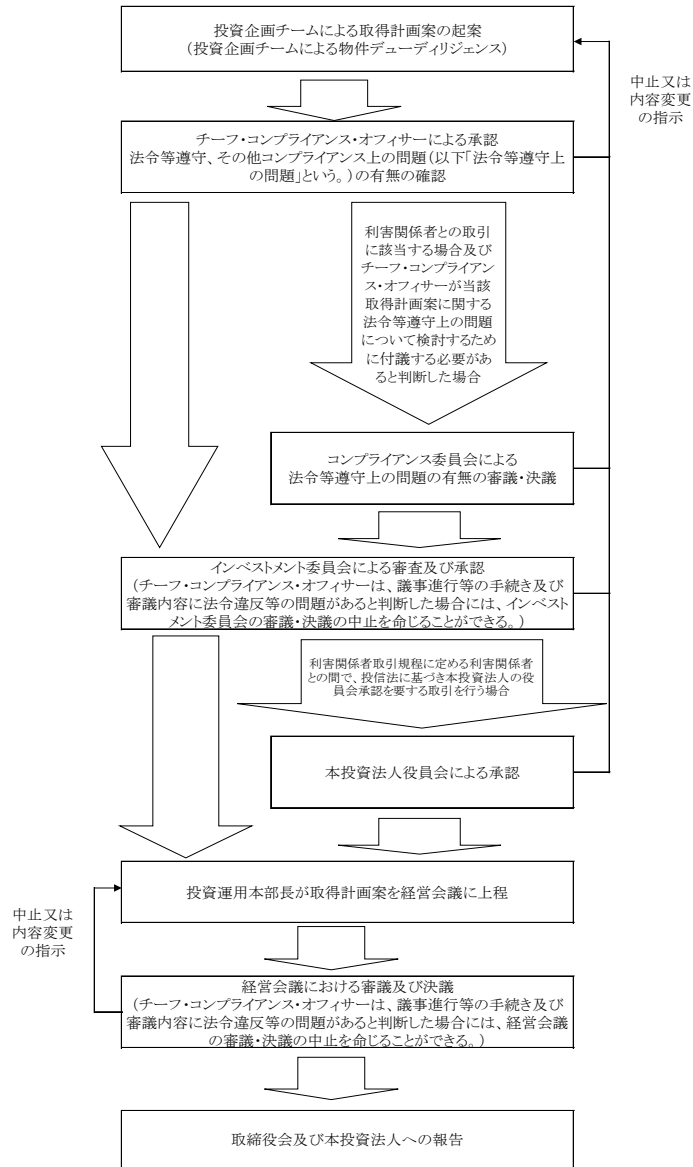 投資企画チームによる取得計画案の起案
(投資企画チームによる物件デューディリジェンス)
中止又は
内容変更
の指示
チーフ・コンプライアンス・オフィサーによる承認
法令等遵守、その他コンプライアンス上の問題(以下「法令等遵守上
の問題」という。)の有無の確認
利害関係者との取引
に該当する場合及び
チーフ・コンプライアン
ス・オフィサーが当該
取得計画案に関する
法令等遵守上の問題
について検討するため
に付議する必要があ
ると判断した場合
コンプライアンス委員会による
法令等遵守上の問題の有無の審議・決議
インベストメント委員会による審査及び承認
(チーフ・コンプライアンス・オフィサーは、議事進行等の手続き及び
審議内容に法令違反等の問題があると判断した場合には、インベスト
メント委員会の審議・決議の中止を命じることができる。)
利害関係者取引規程に定める利害関係者
との間で、投信法に基づき本投資法人の役
員会承認を要する取引を行う場合
本投資法人役員会による承認
投資運用本部長が取得計画案を経営会議に上程
中止又は
内容変更
の指示
経営会議における審議及び決議
(チーフ・コンプライアンス・オフィサーは、議事進行等の手続き及び
審議内容に法令違反等の問題があると判断した場合には、経営会議
の審議・決議の中止を命じることができる。)
取締役会及び本投資法人への報告